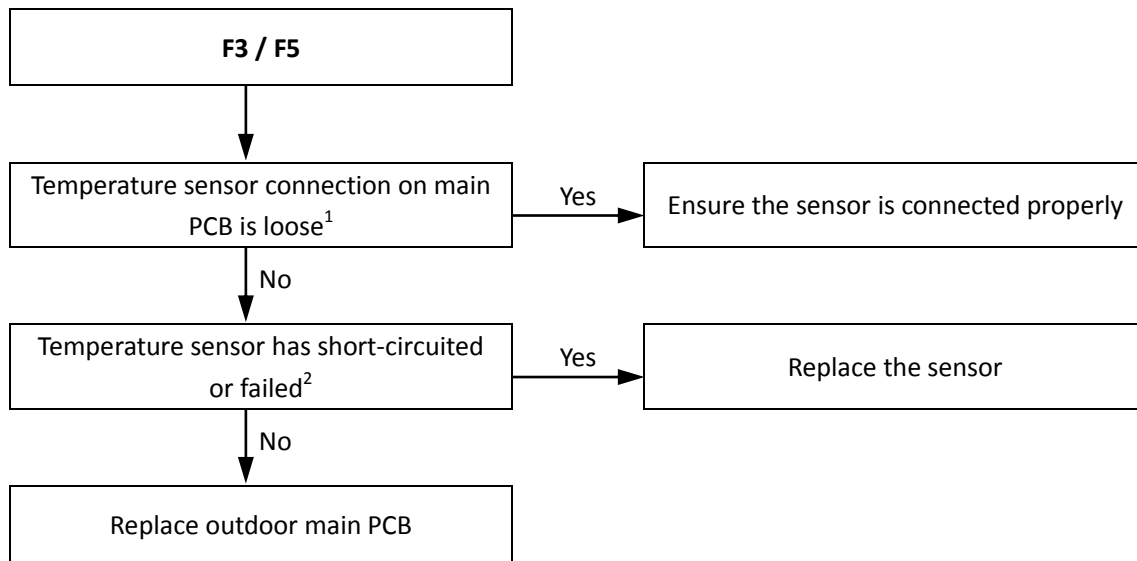 F3 / F5
Temperature sensor connection on main
PCB is loose¹
Yes
Ensure the sensor is connected properly
No
Temperature sensor has short-circuited
or failed²
Yes
Replace the sensor
No
Replace outdoor main PCB